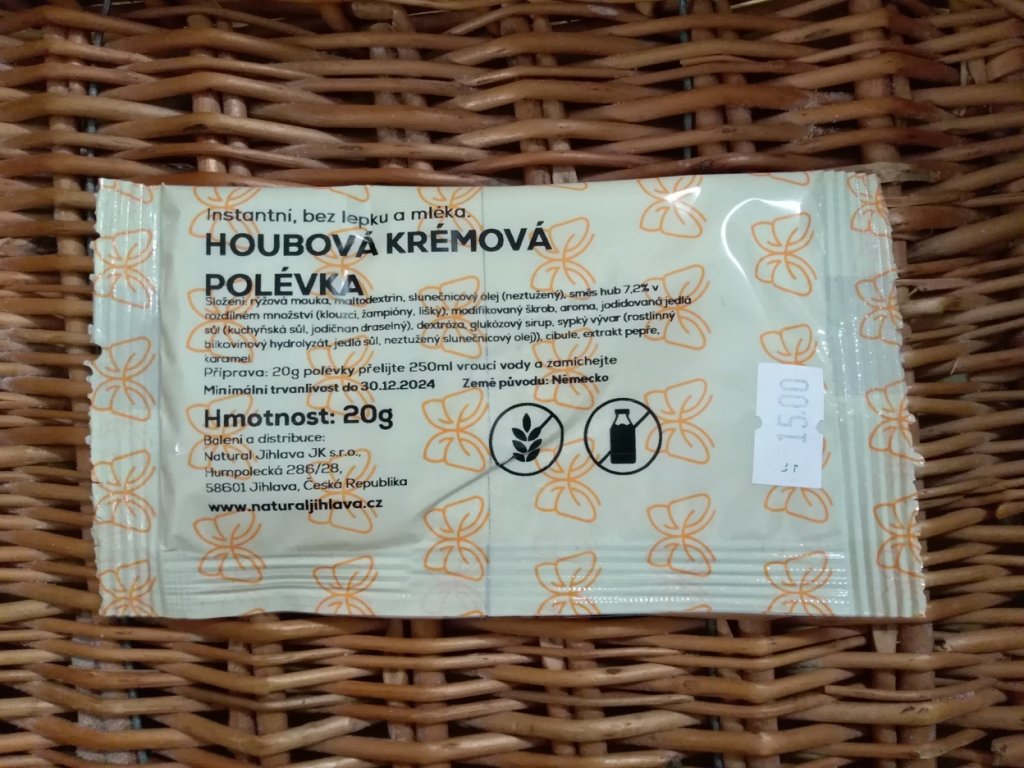 Instantní, bez lepku a mléka.
HOUBOVÁ KRÉMOVÁ
POLÉVKA
Složení: rýžová mouka, maltodextrin, slunečnicový olej (neztužený), směs hub 7,2% v
rozdílném množství (klouzci, žampióny, lišky), modifikovaný škrob, aroma, jodidovaná jedlá
sůl (kuchyňská sůl, jodičnan draselný), dextróza, glukózový sirup, sypký vývar (rostlinný
bílkovinový hydrolyzát, jedlá sůl, neztužený slunečnicový olej)), cibule, extrakt pepře,
karamel.
Příprava: 20g polévky přelijte 250ml vroucí vody a zamíchejte
Minimální trvanlivost do 30.12.2024 Země původu: Německo
Hmotnost: 20g
Balení a distribuce:
Natural Jihlava JK s.r.o.,
Humpolecká 286/28,
58601 Jihlava, Česká Republika
www.naturaljihlava.cz
15.00